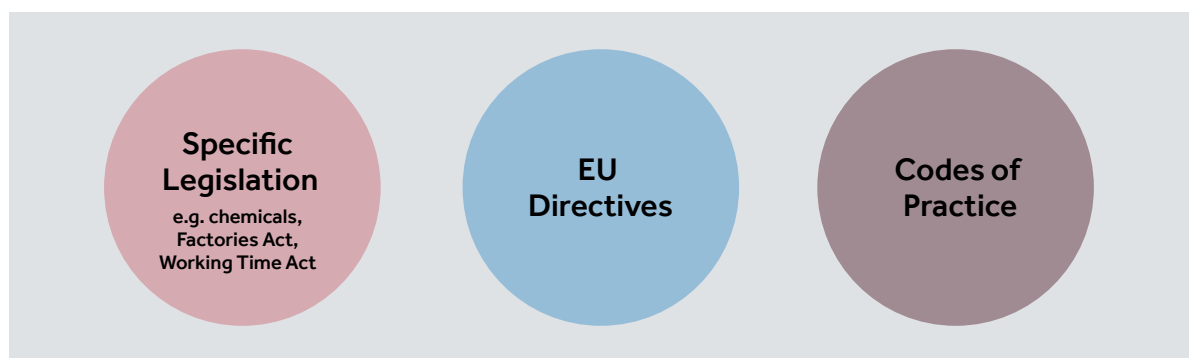 Specific
Legislation
e.g. chemicals,
Factories Act,
Working Time Act
EU
Directives
Codes of
Practice